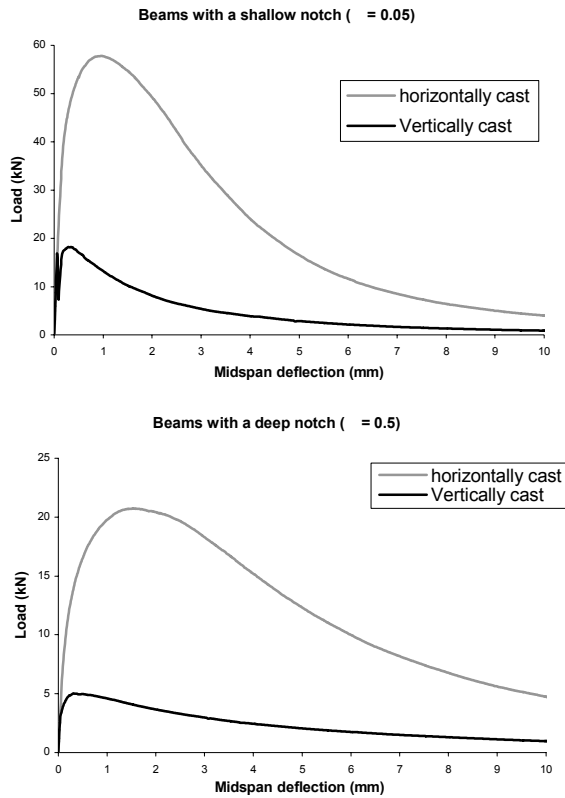 Beams with a shallow notch ( = 0.05)
60
50
40
30
20
10
0
Load (kN)
horizontally cast
Vertically cast
0 1 2 3 4 5 6 7 8 9 10
Midspan deflection (mm)
Beams with a deep notch ( = 0.5)
25
20
15
10
5
0
Load (kN)
horizontally cast
Vertically cast
0 1 2 3 4 5 6 7 8 9 10
Midspan deflection (mm)